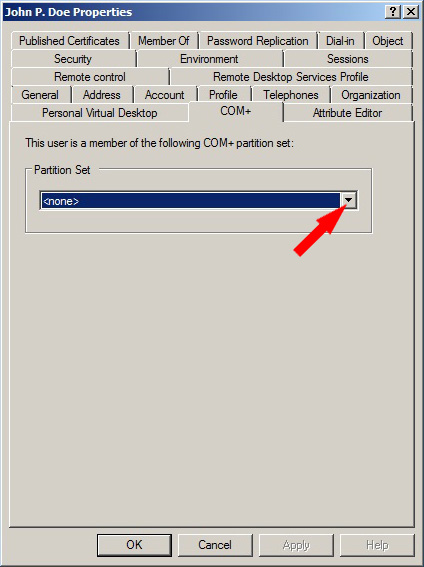 John P. Doe Properties
Published Certificates Member Of Password Replication Dial-in Object
Security Environment Sessions
Remote control Remote Desktop Services Profile
General Address Account Profile Telephones Organization
Personal Virtual Desktop COM+ Attribute Editor
This user is a member of the following COM+ partition set:
Partition Set
<none>
OK Cancel Apply Help